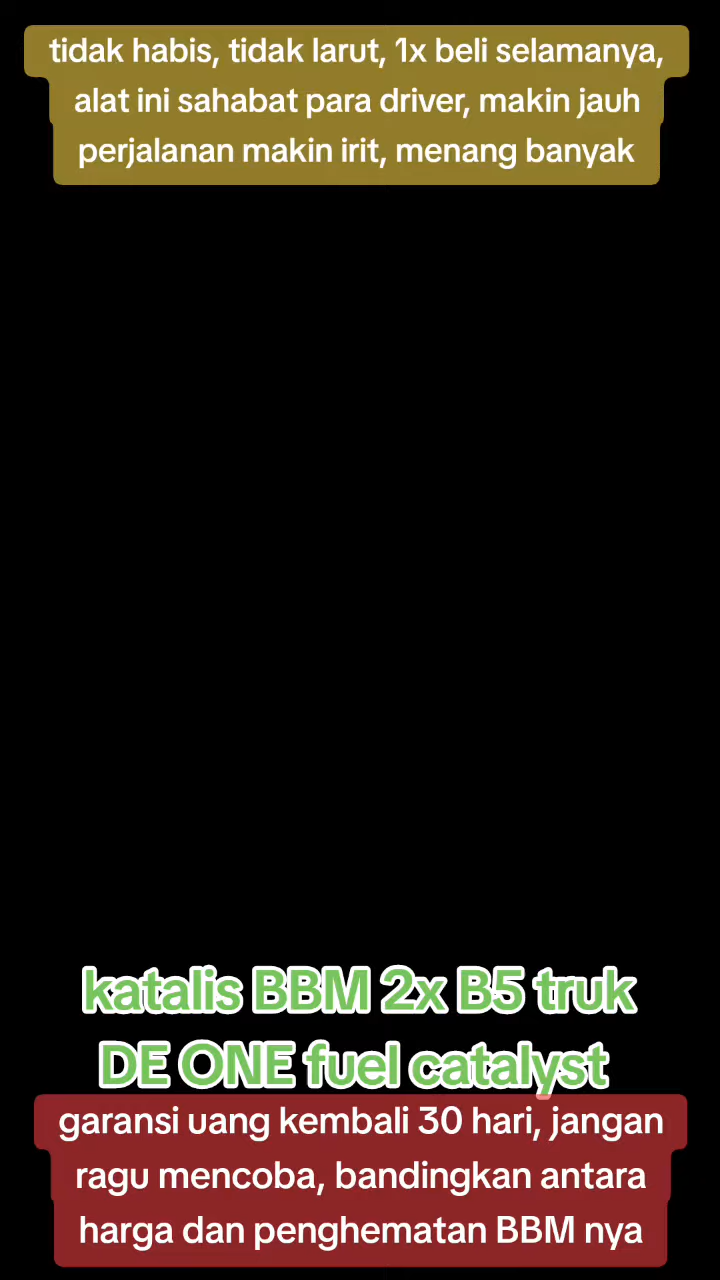 tidak habis, tidak larut, 1x beli selamanya,
alat ini sahabat para driver, makin jauh
perjalanan makin irit, menang banyak
katalis BBM 2x B5 truk
DE ONE fuel catalyst
garansi uang kembali 30 hari, jangan
ragu mencoba, bandingkan antara
harga dan penghematan BBM nya